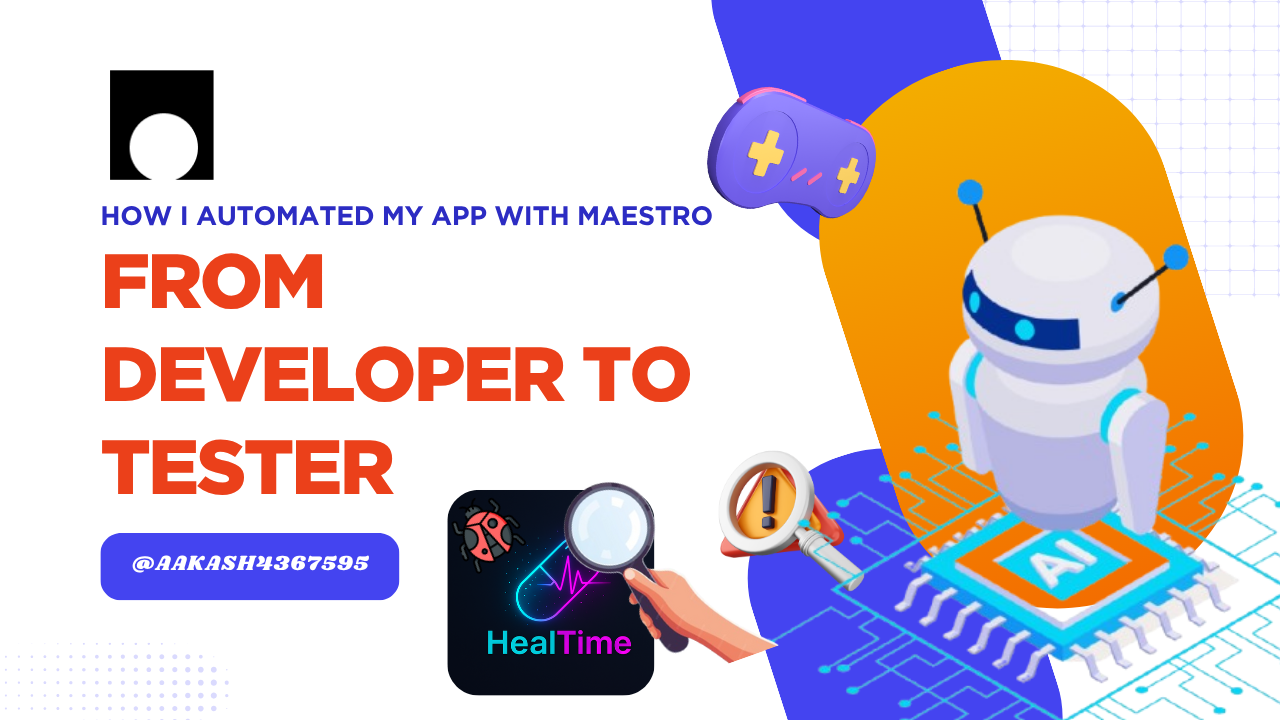 HOW I AUTOMATED MY APP WITH MAESTRO
FROM
DEVELOPER TO
TESTER
@AAKASH4367595
HealTime
AI